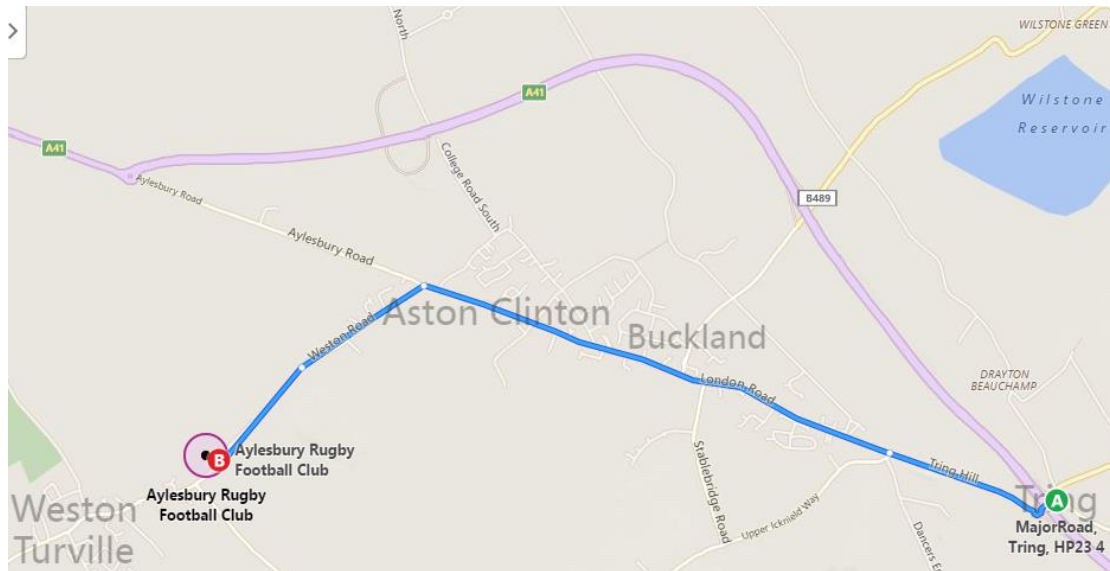 North
WILSTONE GREEN
A41
Wilstone
Reservoir
A41
College Road South
Aylesbury Road
B489
Aylesbury Road
Aston Clinton
Weston Road
Buckland
London Road
DRAYTON
BEAUCHAMP
Stablebridge Road
B
Aylesbury Rugby
Football Club
Aylesbury Rugby
Football Club
Tring Hill
Upper Icknield Way
Tring
A
MajorRoad,
Tring, HP23 4
Weston
Turville